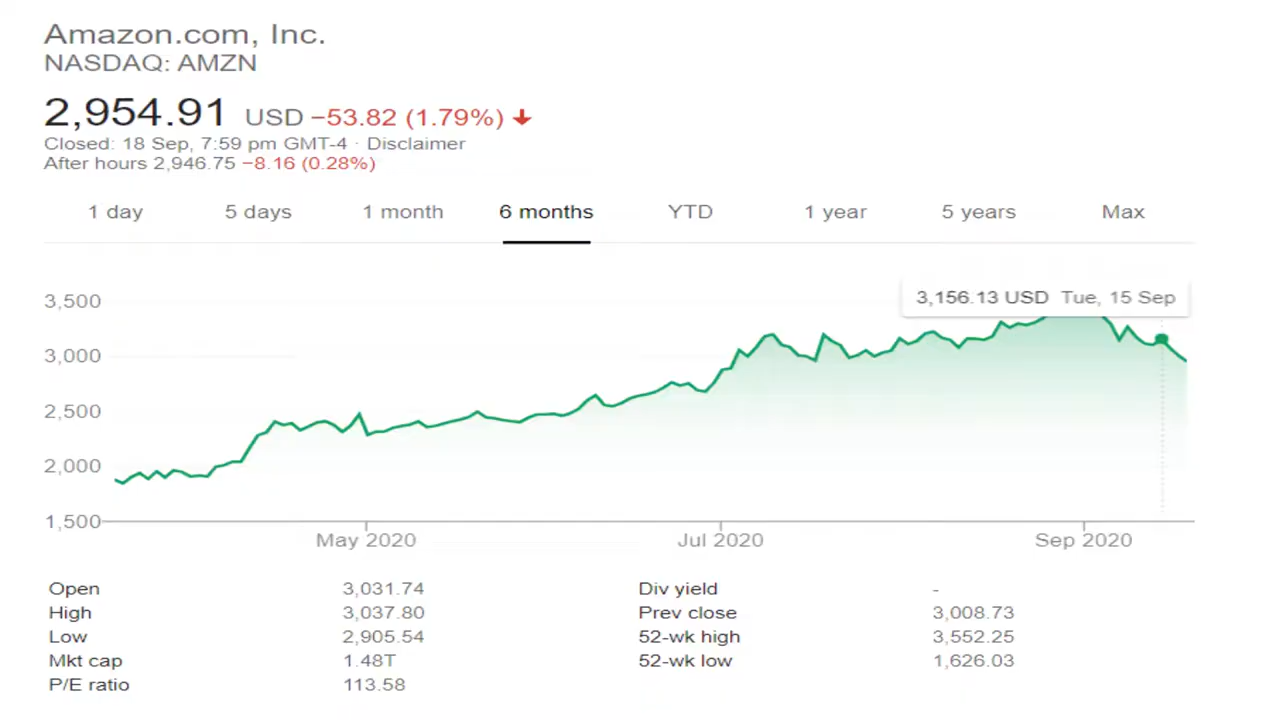 Amazon.com, Inc.
NASDAQ: AMZN
2,954.91 USD −53.82 (1.79%)
Closed: 18 Sep, 7:59 pm GMT-4 · Disclaimer
After hours 2,946.75 −8.16 (0.28%)
1 day 5 days 1 month 6 months YTD 1 year 5 years Max
3,156.13 USD Tue, 15 Sep
3,500
3,000
2,500
2,000
1,500
May 2020 Jul 2020 Sep 2020
Open 3,031.74 Div yield -
High 3,037.80 Prev close 3,008.73
Low 2,905.54 52-wk high 3,552.25
Mkt cap 1.48T 52-wk low 1,626.03
P/E ratio 113.58